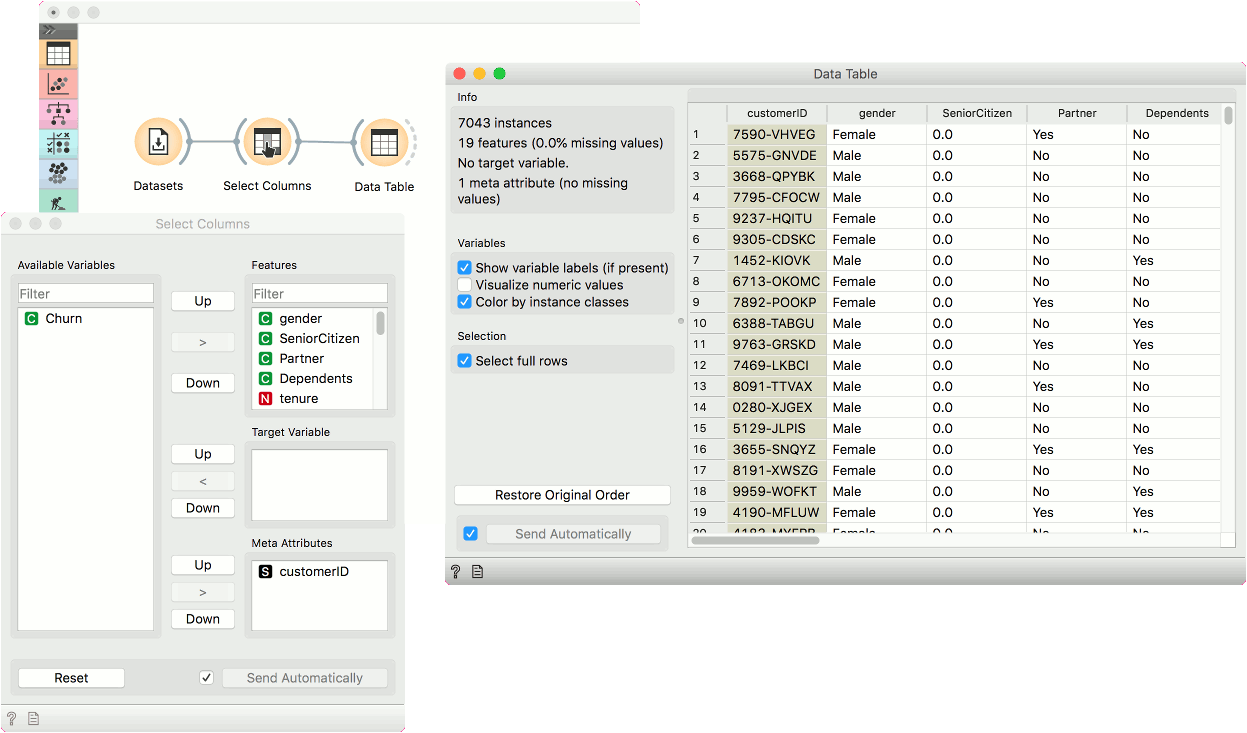 Datasets
Select Columns
Data Table
Select Columns
Available Variables
Filter
C Churn
Up
>
Down
Up
<
Down
Up
>
Down
Features
Filter
C gender
C SeniorCitizen
C Partner
C Dependents
N tenure
Target Variable
Meta Attributes
S customerID
Reset
Send Automatically
?
Data Table
Info
7043 instances
19 features (0.0% missing values)
No target variable.
1 meta attribute (no missing
values)
Variables
Show variable labels (if present)
Visualize numeric values
Color by instance classes
Selection
Select full rows
Restore Original Order
Send Automatically
?
customerID gender SeniorCitizen Partner Dependents
1 7590-VHVEG Female 0.0 Yes No
2 5575-GNVDE Male 0.0 No No
3 3668-QPYBK Male 0.0 No No
4 7795-CFOCW Male 0.0 No No
5 9237-HQITU Female 0.0 No No
6 9305-CDSKC Female 0.0 No No
7 1452-KIOVK Male 0.0 No Yes
8 6713-OKOMC Female 0.0 No No
9 7892-POOKP Female 0.0 Yes No
10 6388-TABGU Male 0.0 No Yes
11 9763-GRSKD Male 0.0 Yes Yes
12 7469-LKBCI Male 0.0 No No
13 8091-TTVAX Male 0.0 Yes No
14 0280-XJGEX Male 0.0 No No
15 5129-JLPIS Male 0.0 No No
16 3655-SNQYZ Female 0.0 Yes Yes
17 8191-XWSZG Female 0.0 No No
18 9959-WOFKT Male 0.0 No Yes
19 4190-MFLUW Female 0.0 Yes Yes